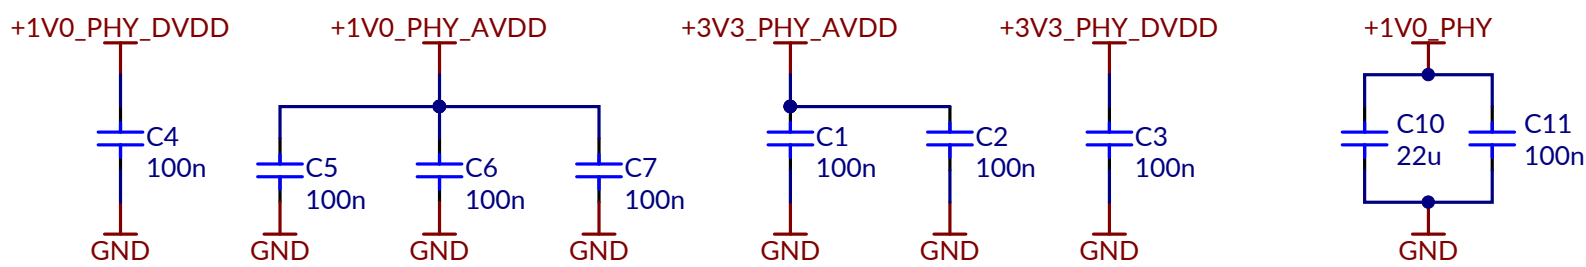 +1V0_PHY_DVDD
+1V0_PHY_AVDD
+3V3_PHY_AVDD
+3V3_PHY_DVDD
+1V0_PHY
C4
100n
C5
100n
C6
100n
C7
100n
C1
100n
C2
100n
C3
100n
C10
22u
C11
100n
GND
GND
GND
GND
GND
GND
GND
GND